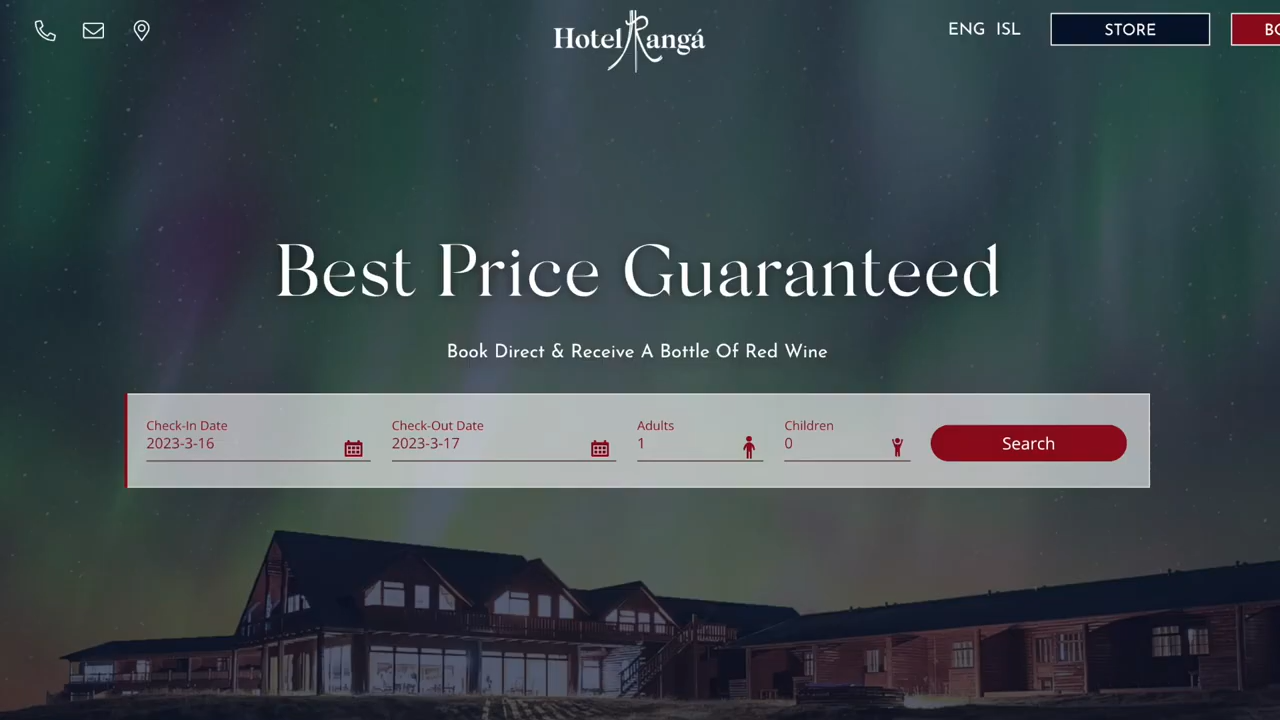 Hotel Rangá
ENG ISL
STORE
Best Price Guaranteed
Book Direct & Receive A Bottle Of Red Wine
Check-In Date
2023-3-16
Check-Out Date
2023-3-17
Adults
1
Children
0
Search